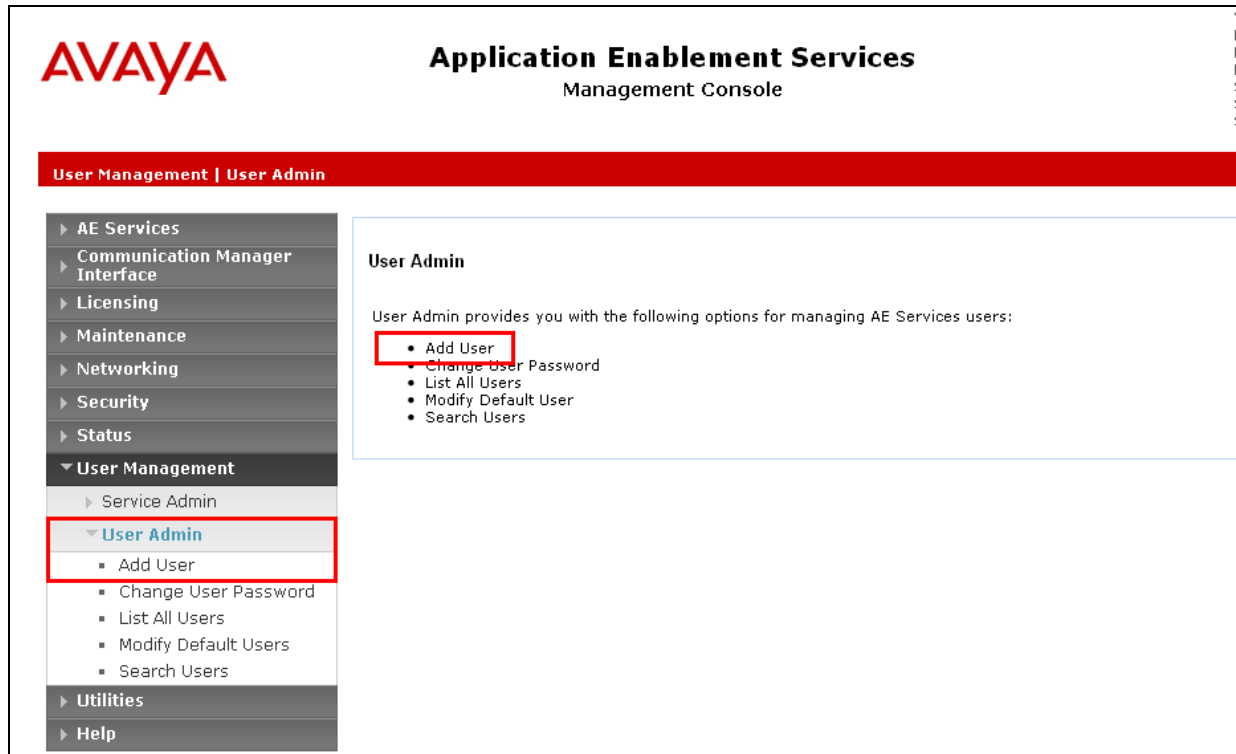 AVAYA
Application Enablement Services
Management Console
User Management | User Admin
AE Services
Communication Manager
Interface
Licensing
Maintenance
Networking
Security
Status
User Management
Service Admin
User Admin
Add User
Change User Password
List All Users
Modify Default Users
Search Users
Utilities
Help
User Admin
User Admin provides you with the following options for managing AE Services users:
Add User
Change User Password
List All Users
Modify Default User
Search Users